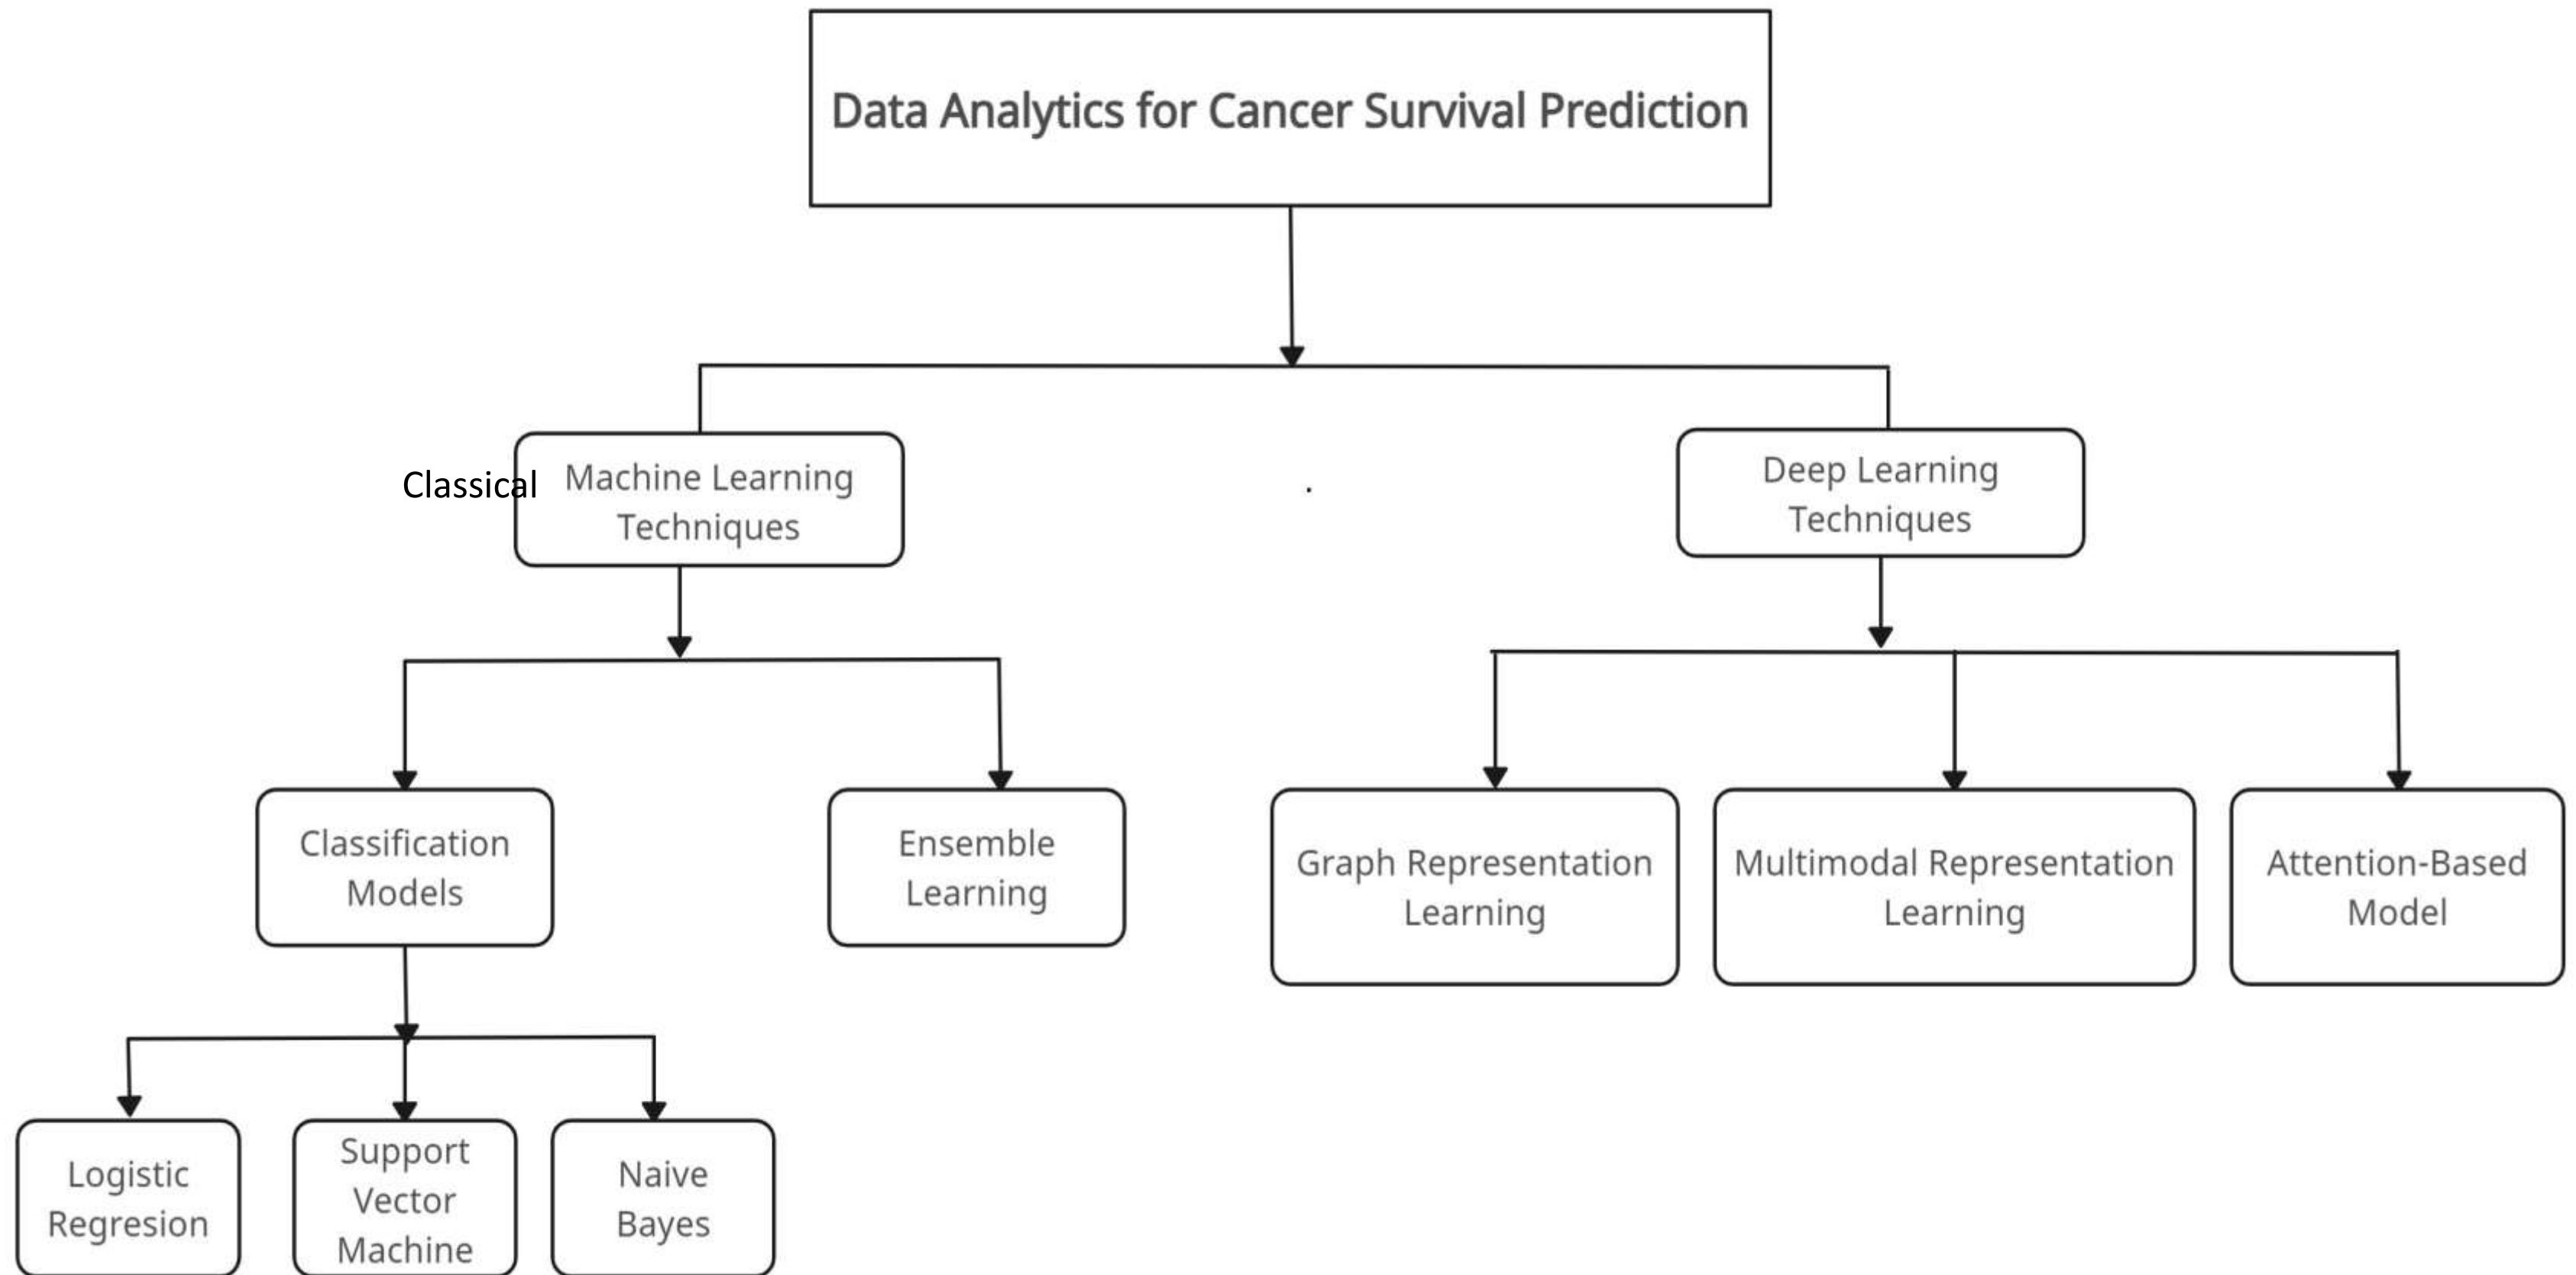 Data Analytics for Cancer Survival Prediction
Classical Machine Learning
Techniques
.
Deep Learning
Techniques
Classification
Models
Ensemble
Learning
Graph Representation
Learning
Multimodal Representation
Learning
Attention-Based
Model
Logistic
Regresion
Support
Vector
Machine
Naive
Bayes